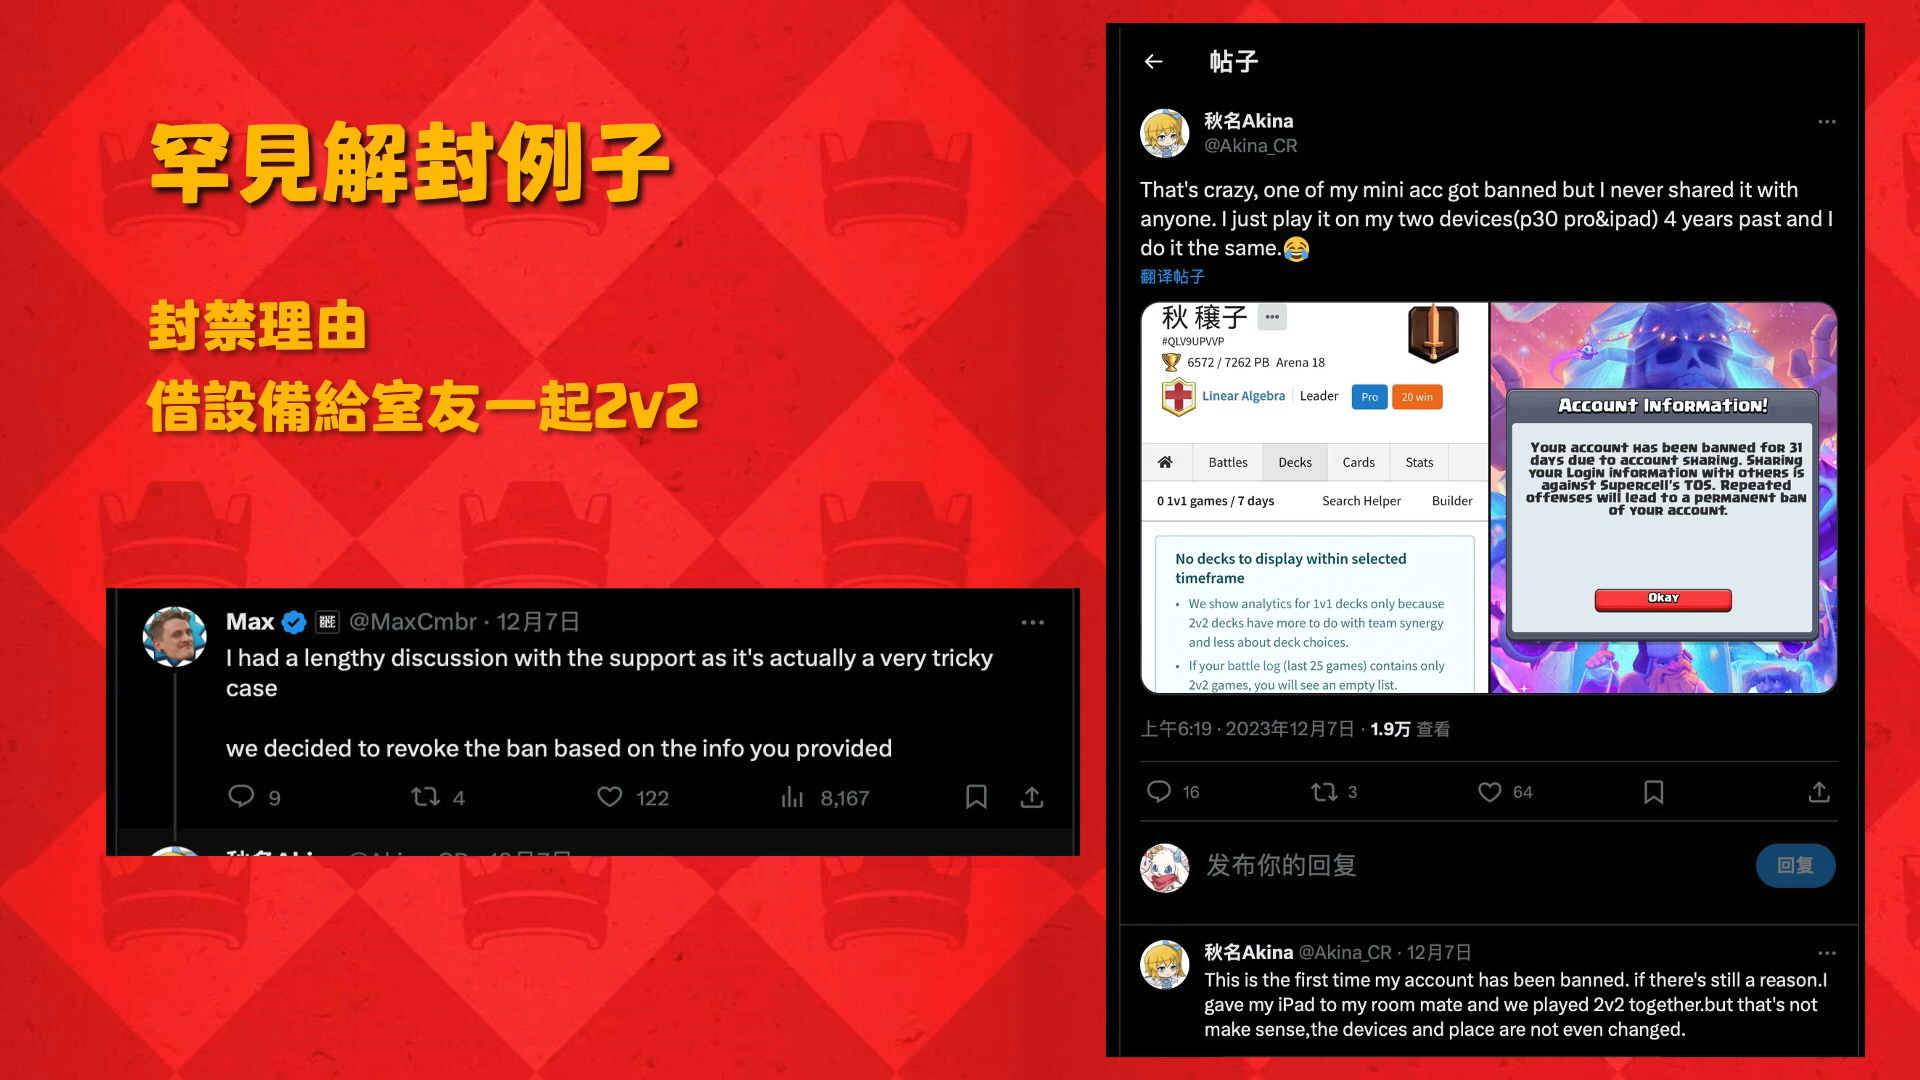 罕見解封例子
封禁理由
借設備給室友一起2v2
Max @MaxCmbr · 12月7日
I had a lengthy discussion with the support as it's actually a very tricky
case
we decided to revoke the ban based on the info you provided
9 4 122 8,167
帖子
秋名Akina
@Akina_CR
That's crazy, one of my mini acc got banned but I never shared it with
anyone. I just play it on my two devices(p30 pro&ipad) 4 years past and I
do it the same.😂
翻译帖子
秋 穣子
#QLV9UPVVP
6572 / 7262 PB Arena 18
Linear Algebra Leader Pro 20 win
Battles Decks Cards Stats
0 1v1 games / 7 days Search Helper Builder
No decks to display within selected
timeframe
• We show analytics for 1v1 decks only because
2v2 decks have more to do with team synergy
and less about deck choices.
• If your battle log (last 25 games) contains only
2v2 games, you will see an empty list.
Account Information!
Your account has been banned for 31
days due to account sharing. Sharing
your Login information with others is
against Supercell's TOS. Repeated
offenses will lead to a permanent ban
of your account.
Okay
上午6:19 · 2023年12月7日 · 1.9万 查看
16 3 64
发布你的回复
回复
秋名Akina @Akina_CR · 12月7日
This is the first time my account has been banned. if there's still a reason.I
gave my iPad to my room mate and we played 2v2 together.but that's not
make sense,the devices and place are not even changed.